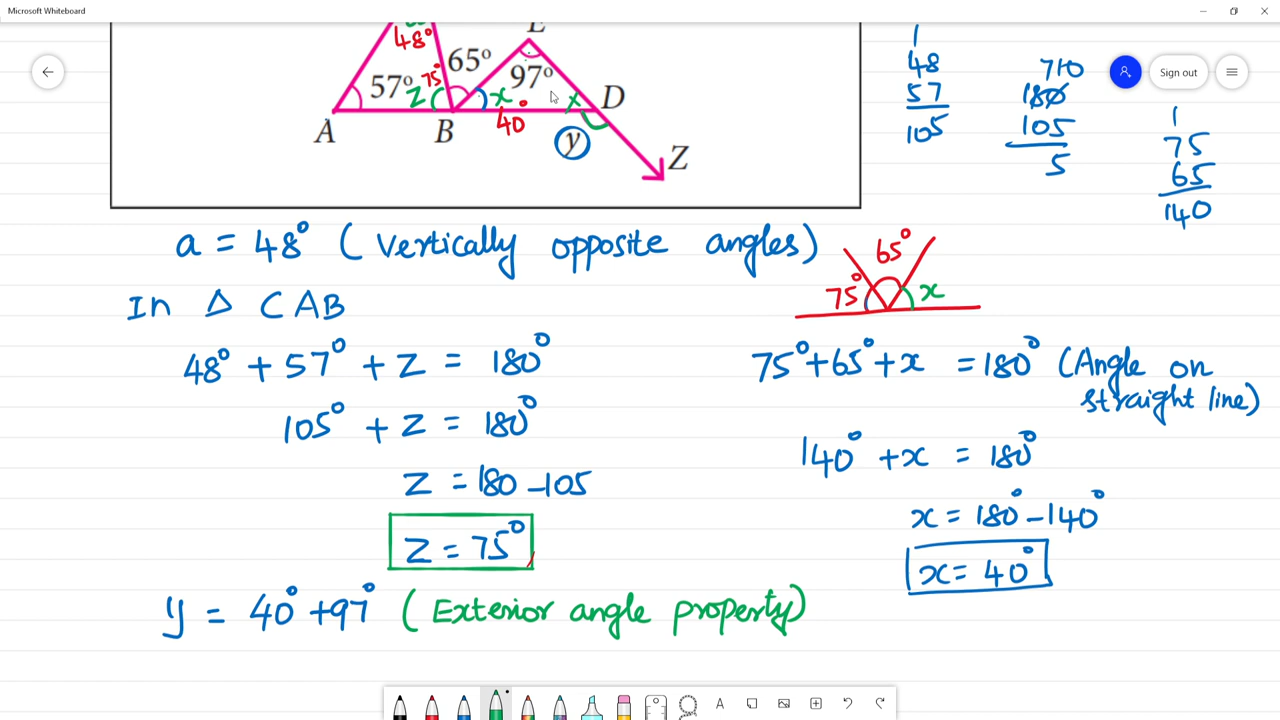 Microsoft Whiteboard
Sign out
48°
65°
57°
75°
z
x
97°
x
D
A
B
40°
y
Z
1
48
57
105
710
180
105
5
1
75
65
140
a = 48° (Vertically opposite angles)
In Δ CAB
48° + 57° + z = 180°
105° + z = 180°
z = 180 - 105
z = 75°
y = 40° + 97° (Exterior angle property)
65°
75°
x
75° + 65° + x = 180° (Angle on
straight line)
140° + x = 180°
x = 180° - 140°
x = 40°
A